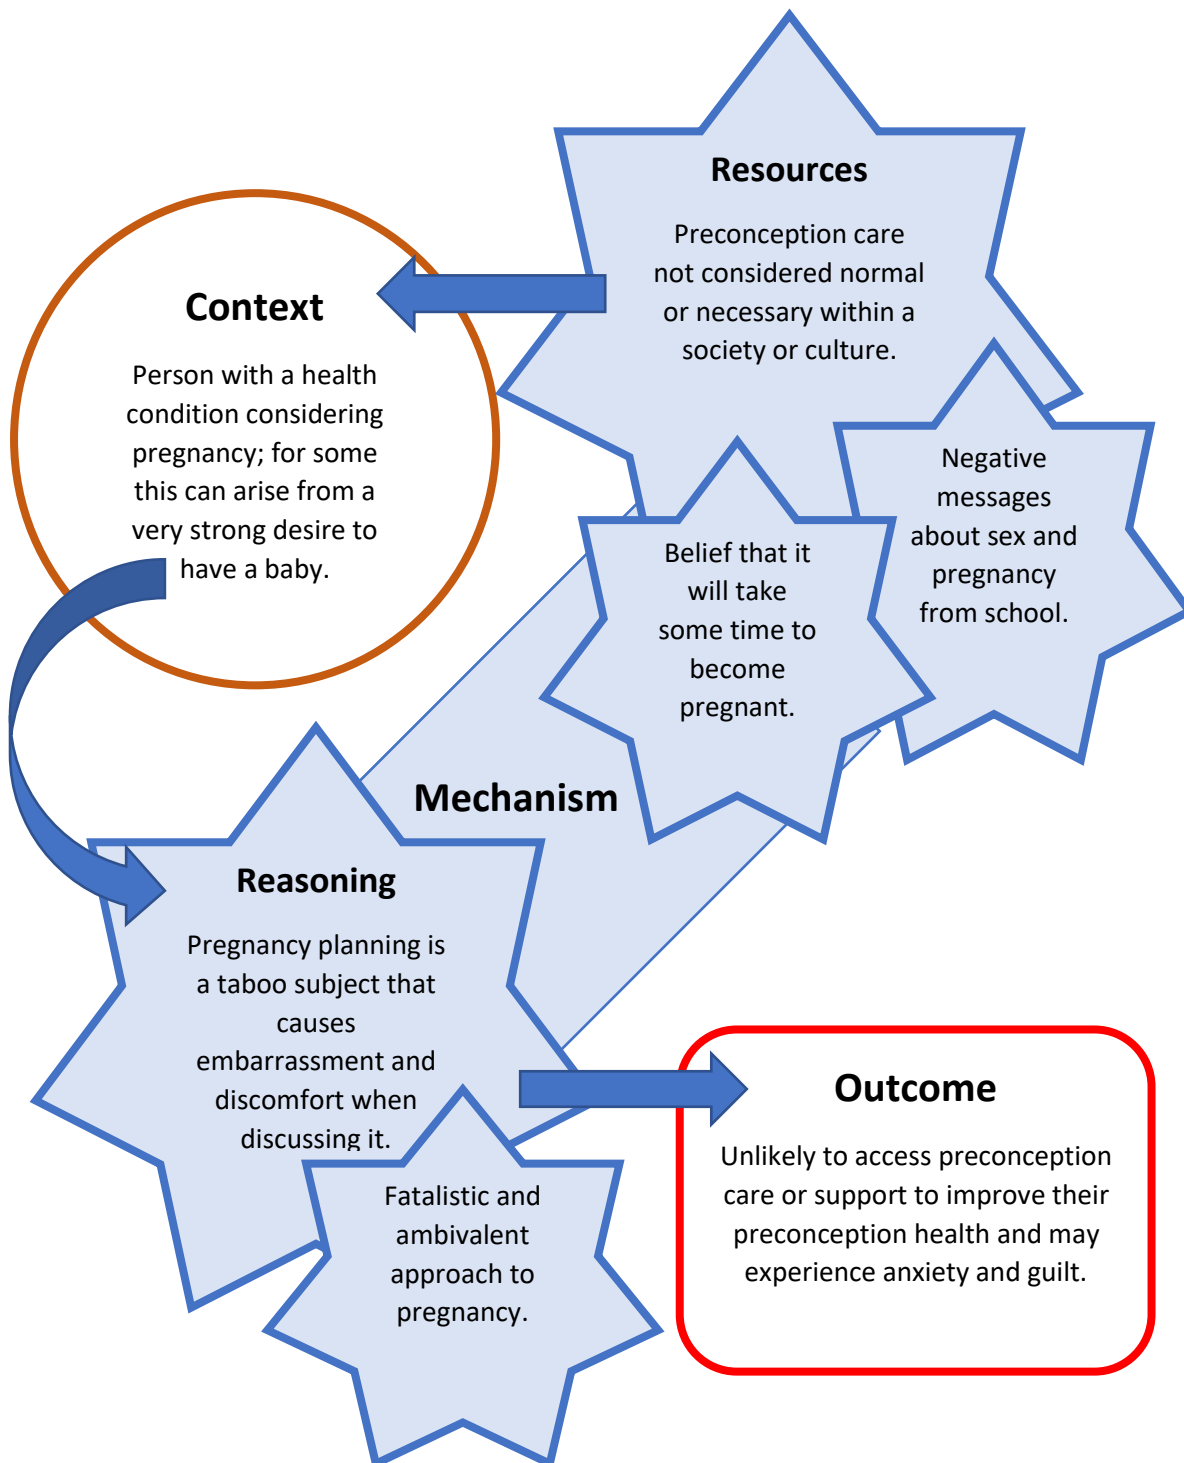 Resources
Preconception care
not considered normal
or necessary within a
society or culture.
Context
Person with a health
condition considering
pregnancy; for some
this can arise from a
very strong desire to
have a baby.
Negative
messages
about sex and
pregnancy
from school.
Belief that it
will take
some time to
become
pregnant.
Mechanism
Reasoning
Pregnancy planning is
a taboo subject that
causes
embarrassment and
discomfort when
discussing it.
Fatalistic and
ambivalent
approach to
pregnancy.
Outcome
Unlikely to access preconception
care or support to improve their
preconception health and may
experience anxiety and guilt.